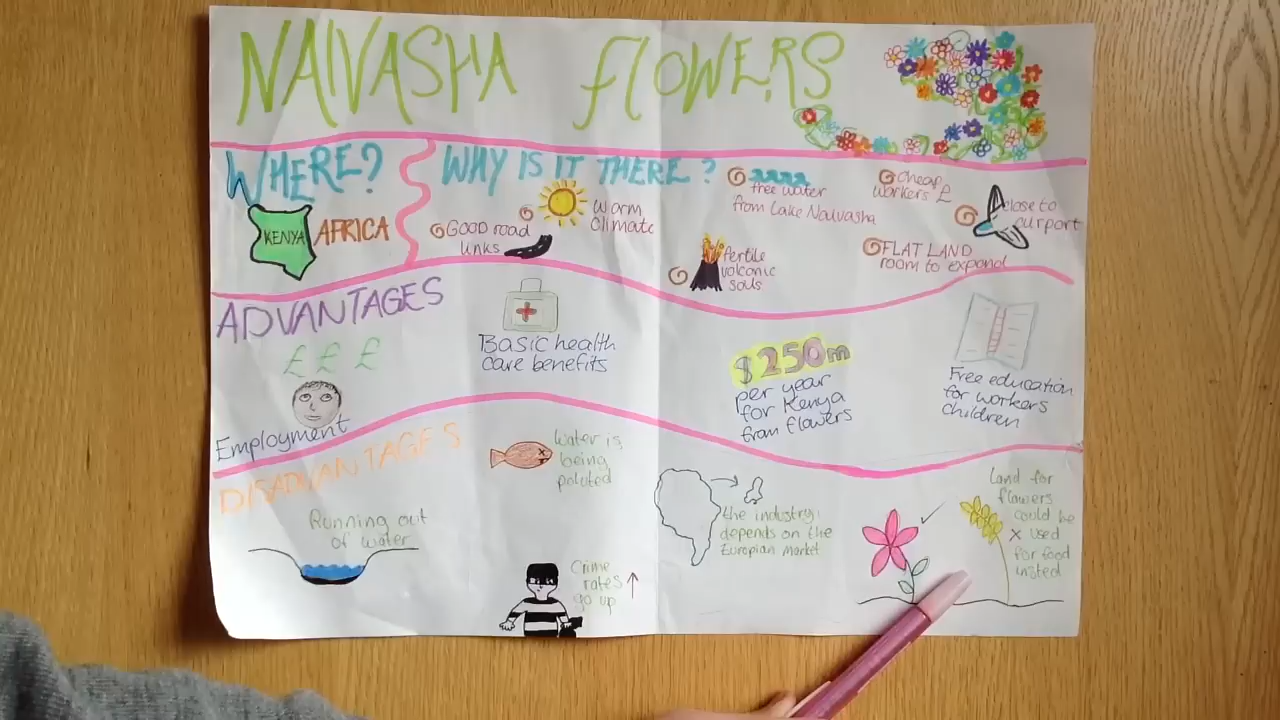 NAIVASHA FLOWERS
WHERE?
KENYA
AFRICA
WHY IS IT THERE?
GOOD road
links
warm
climate
free water
from Lake Naivasha
fertile
volcanic
soils
Cheap
workers £
close to
airport
FLAT LAND
room to expand
ADVANTAGES
£ £ £
Employment
Basic health
care benefits
$250m
per year
for Kenya
from flowers
Free education
for workers
children
DISADVANTAGES
Running out
of water
water is
being
poluted
Crime
rates
go up
the industry
depends on the
Europian Market
Land for
flowers
could be
used
for food
insted